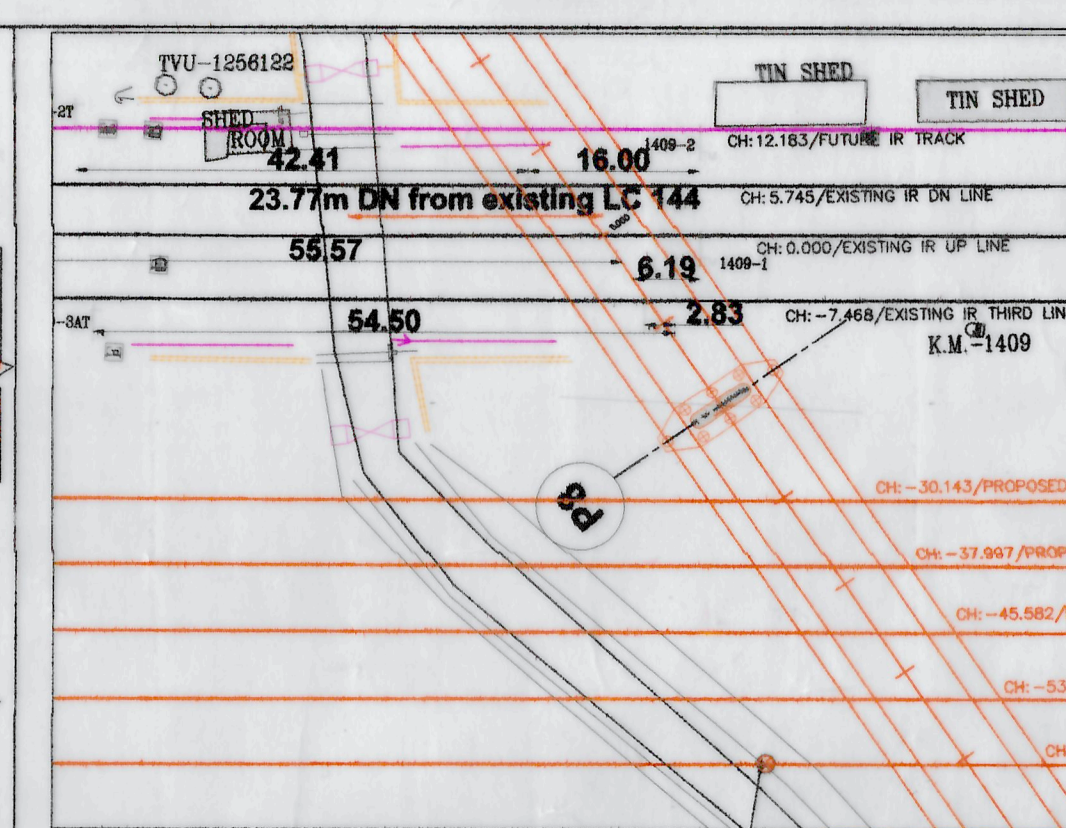 TVU-1256122
TIN SHED
TIN SHED
-2T
SHED
ROOM
CH: 12.183/FUTURE IR TRACK
1409-2
42.41
16.00
23.77m DN from existing LC 144
CH: 5.745/EXISTING IR DN LINE
0.000
55.57
CH: 0.000/EXISTING IR UP LINE
6.19
1409-1
--3AT
54.50
2.83
CH: -7.468/EXISTING IR THIRD LIN
K.M.-1409
CH: -30.143/PROPOSED
CH: -37.997/PROP
CH: -45.582/
CH: -53
CH